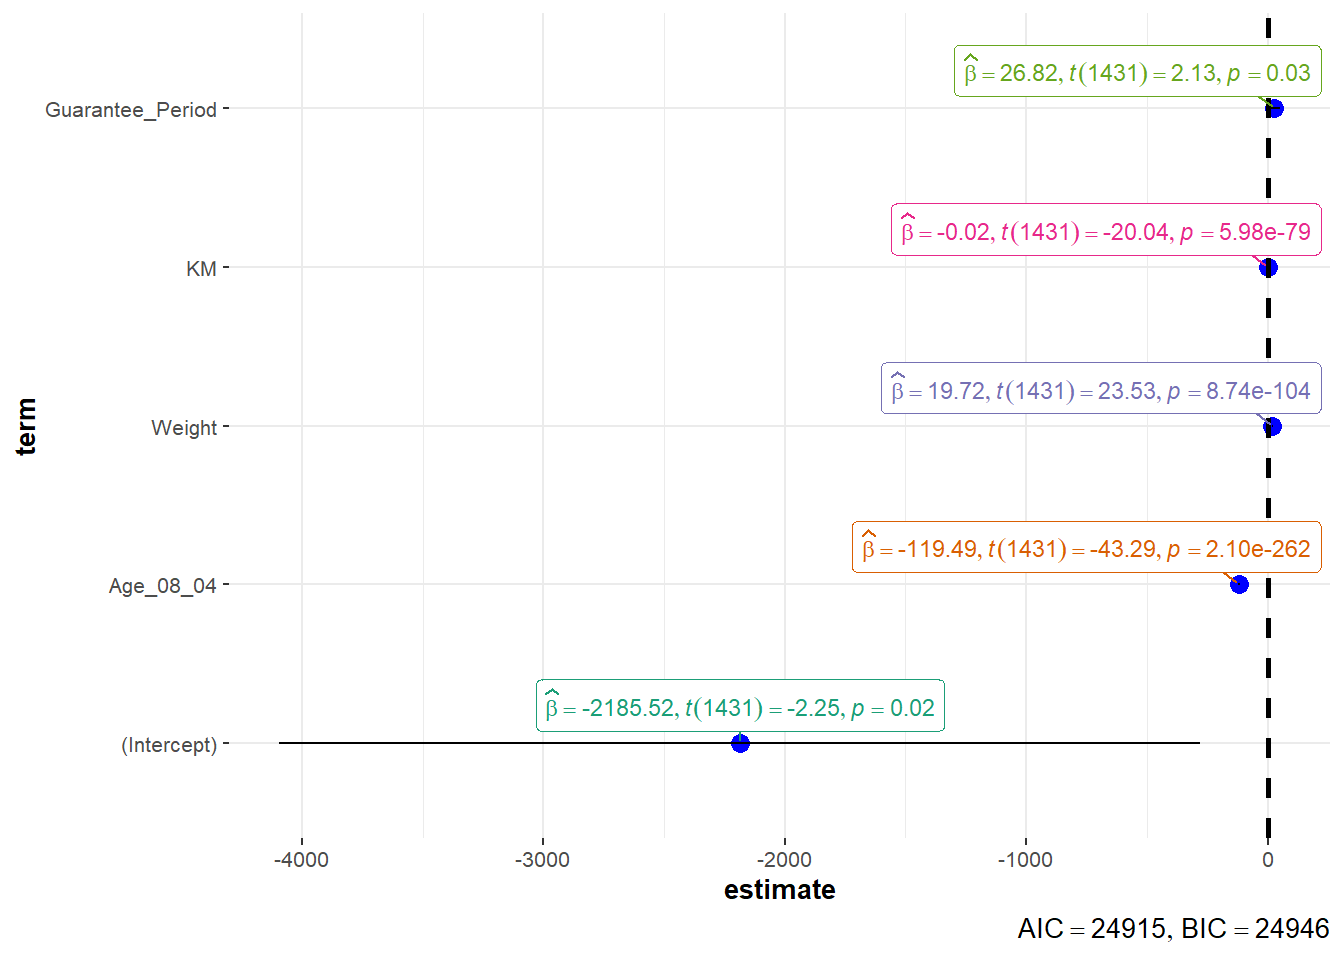 β̂ = 26.82, t(1431) = 2.13, p = 0.03
Guarantee_Period
β̂ = -0.02, t(1431) = -20.04, p = 5.98e-79
KM
β̂ = 19.72, t(1431) = 23.53, p = 8.74e-104
Weight
term
β̂ = -119.49, t(1431) = -43.29, p = 2.10e-262
Age_08_04
β̂ = -2185.52, t(1431) = -2.25, p = 0.02
(Intercept)
-4000 -3000 -2000 -1000 0
estimate
AIC = 24915, BIC = 24946